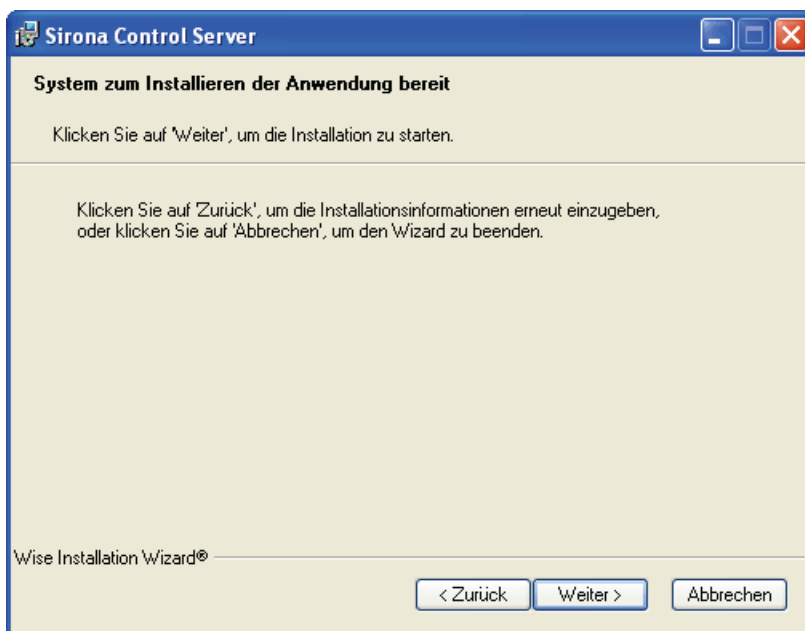 Sirona Control Server
System zum Installieren der Anwendung bereit
Klicken Sie auf 'Weiter', um die Installation zu starten.
Klicken Sie auf 'Zurück', um die Installationsinformationen erneut einzugeben,
oder klicken Sie auf 'Abbrechen', um den Wizard zu beenden.
Wise Installation Wizard®
< Zurück
Weiter >
Abbrechen